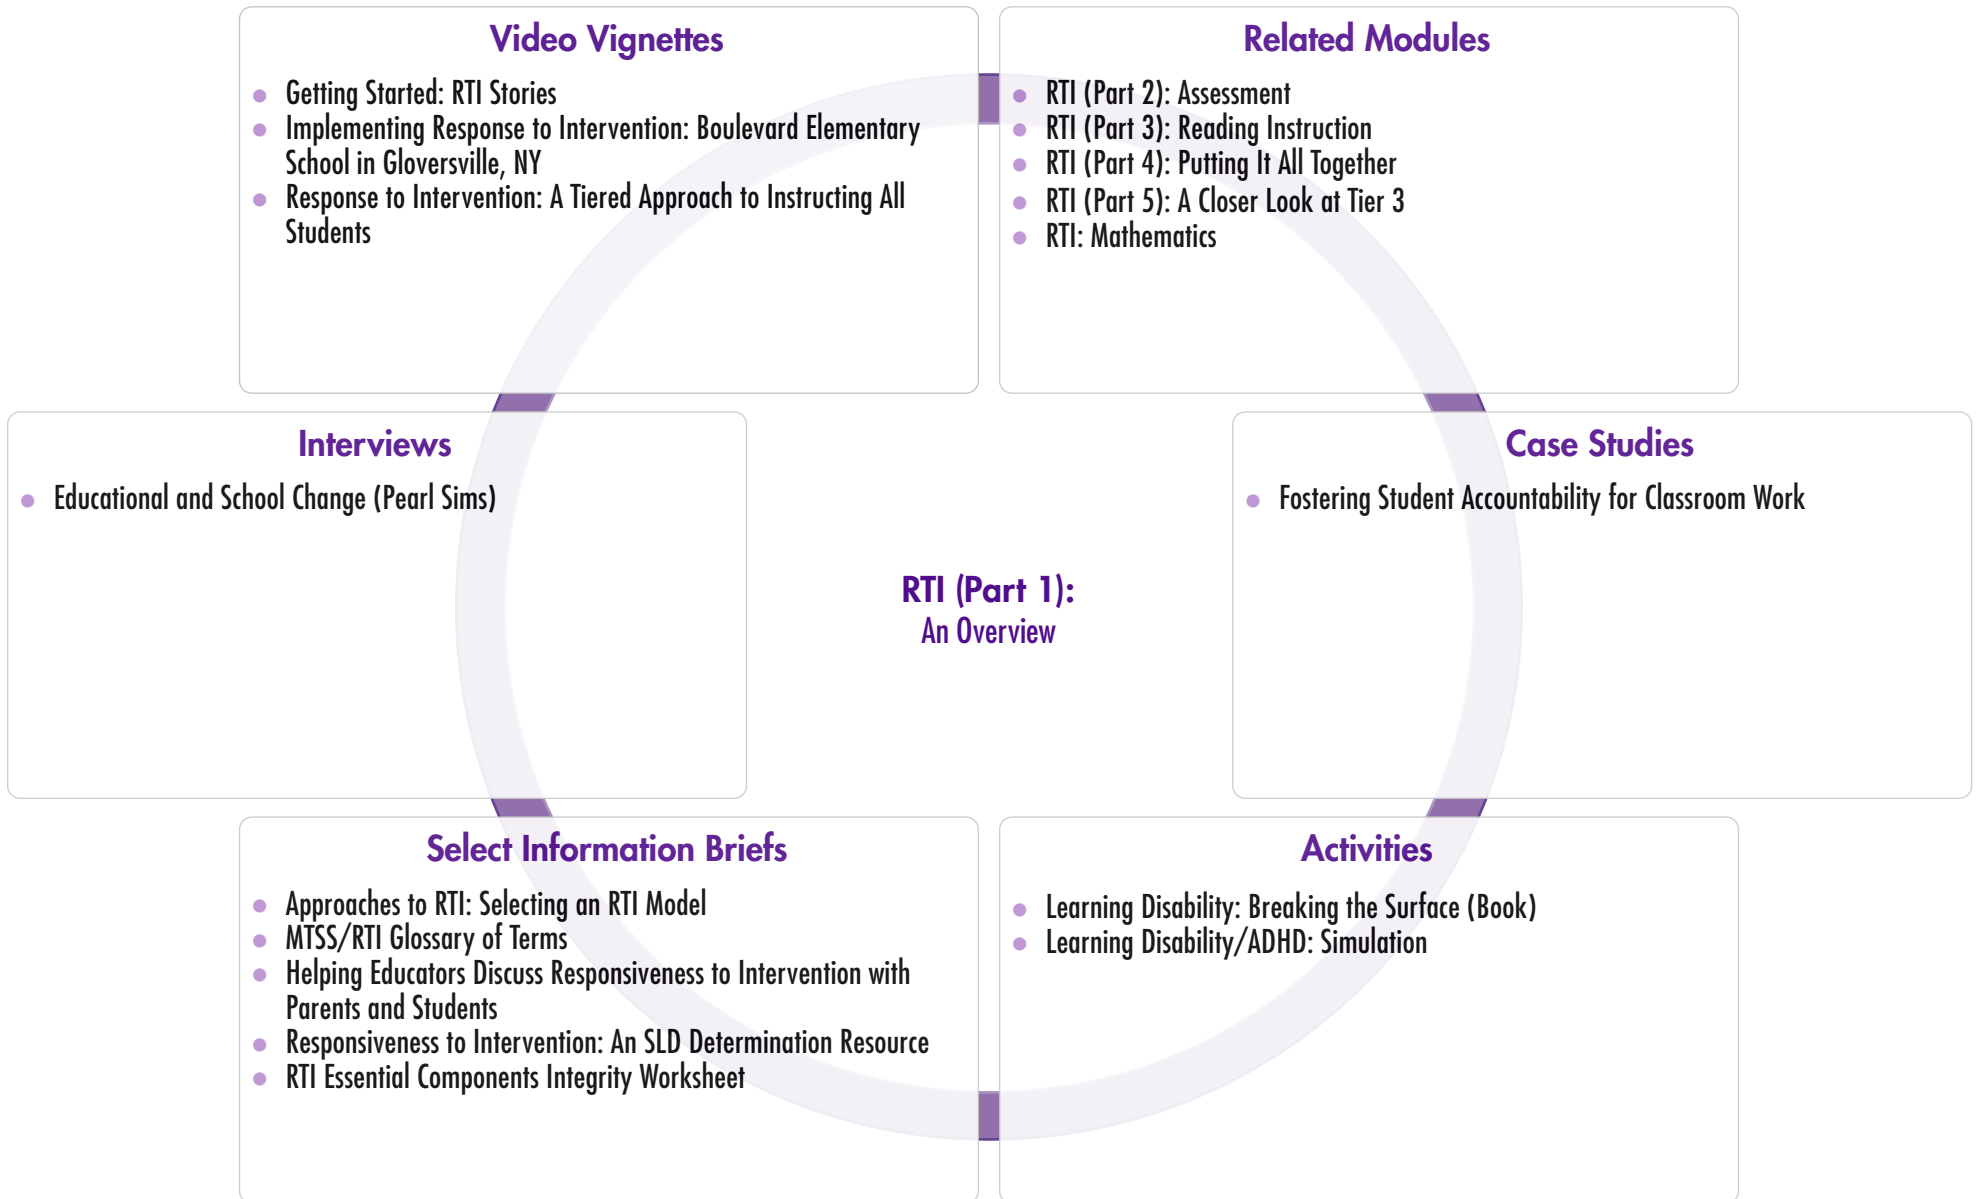 Video Vignettes
Getting Started: RTI Stories
Implementing Response to Intervention: Boulevard Elementary
School in Gloversville, NY
Response to Intervention: A Tiered Approach to Instructing All
Students
Related Modules
RTI (Part 2): Assessment
RTI (Part 3): Reading Instruction
RTI (Part 4): Putting It All Together
RTI (Part 5): A Closer Look at Tier 3
RTI: Mathematics
Interviews
Educational and School Change (Pearl Sims)
RTI (Part 1):
An Overview
Case Studies
Fostering Student Accountability for Classroom Work
Select Information Briefs
Approaches to RTI: Selecting an RTI Model
MTSS/RTI Glossary of Terms
Helping Educators Discuss Responsiveness to Intervention with
Parents and Students
Responsiveness to Intervention: An SLD Determination Resource
RTI Essential Components Integrity Worksheet
Activities
Learning Disability: Breaking the Surface (Book)
Learning Disability/ADHD: Simulation